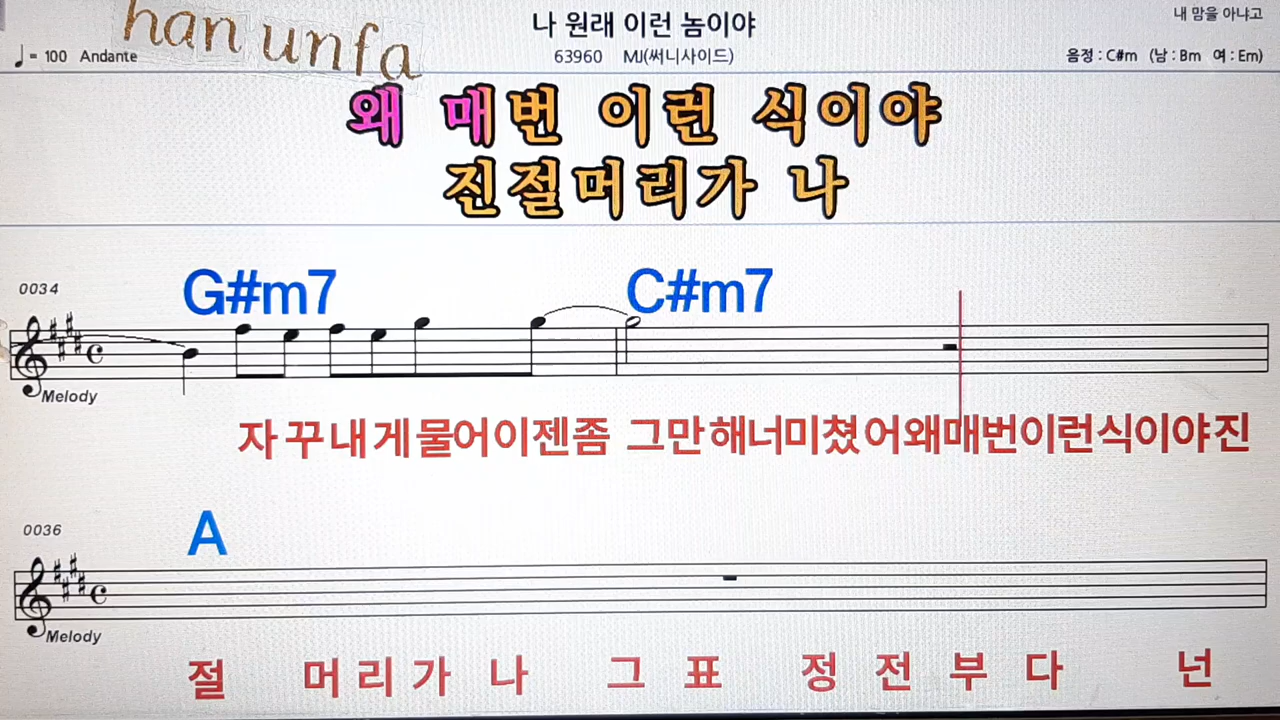 han unfa
나 원래 이런 놈이야
내 맘을 아냐고
♩= 100 Andante
63960 MJ(써니사이드)
음정 : C#m (남 : Bm 여 : Em)
왜 매번 이런 식이야
진절머리가 나
0034
G#m7 C#m7
Melody
자꾸내게물어이젠좀 그만해너미쳤어왜매번이런식이야진
0036
A
Melody
절 머리가 나 그 표 정 전 부 다 넌